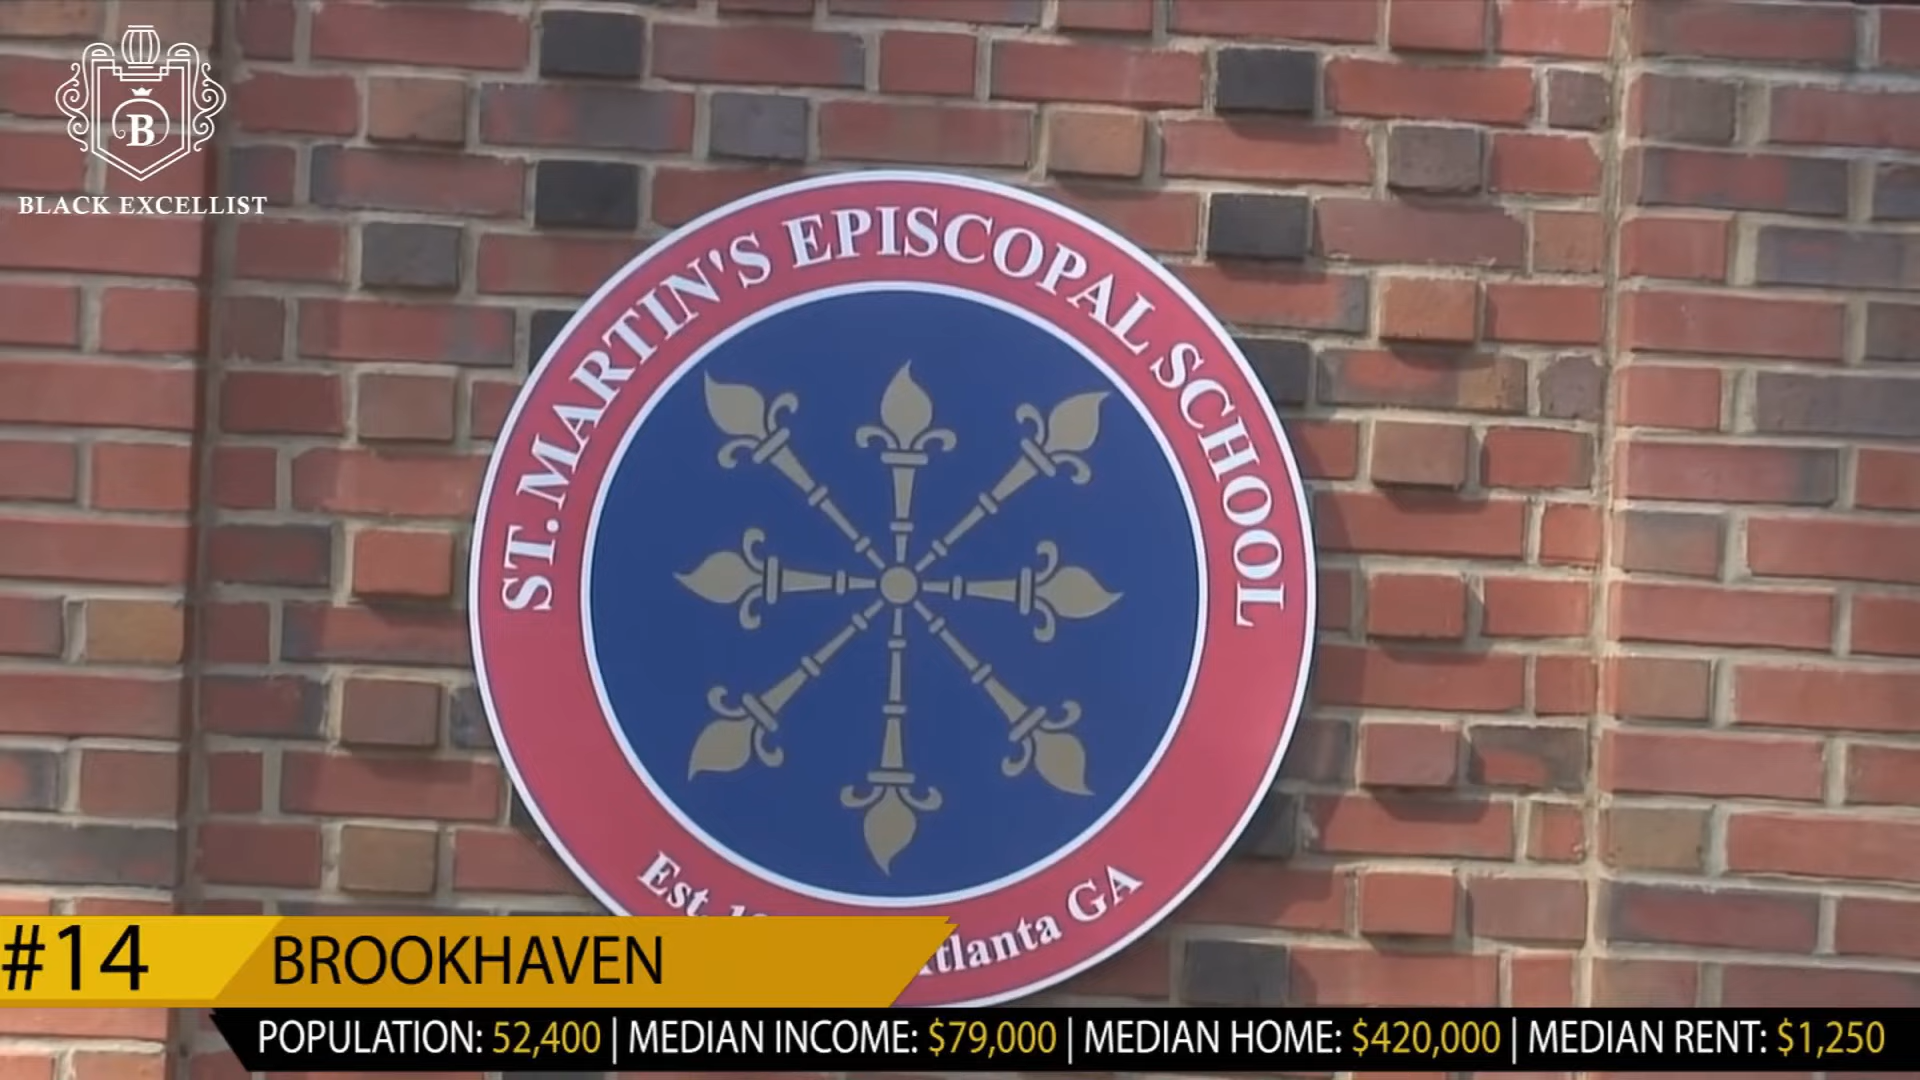 B
BLACK EXCELLIST
ST. MARTIN'S EPISCOPAL SCHOOL
Est. GA
#14 BROOKHAVEN
POPULATION: 52,400 | MEDIAN INCOME: $79,000 | MEDIAN HOME: $420,000 | MEDIAN RENT: $1,250